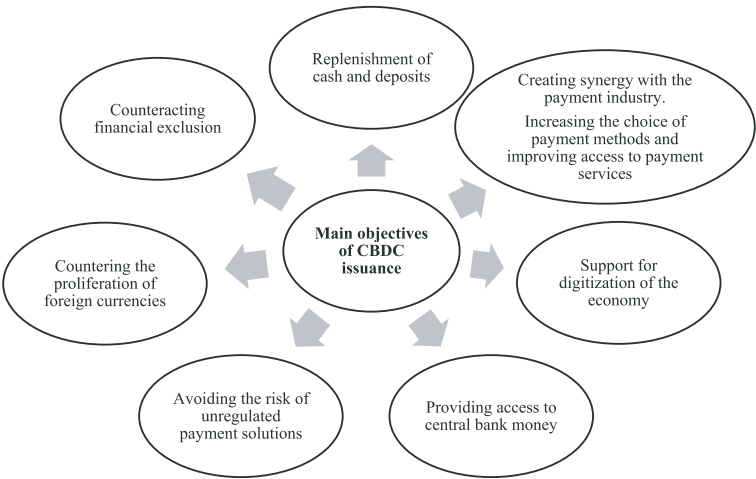 Replenishment of
cash and deposits
Creating synergy with the
payment industry.
Increasing the choice of
payment methods and
improving access to payment
services
Counteracting
financial exclusion
Main objectives
of CBDC
issuance
Countering the
proliferation of
foreign currencies
Support for
digitization of the
economy
Avoiding the risk of
unregulated
payment solutions
Providing access to
central bank money